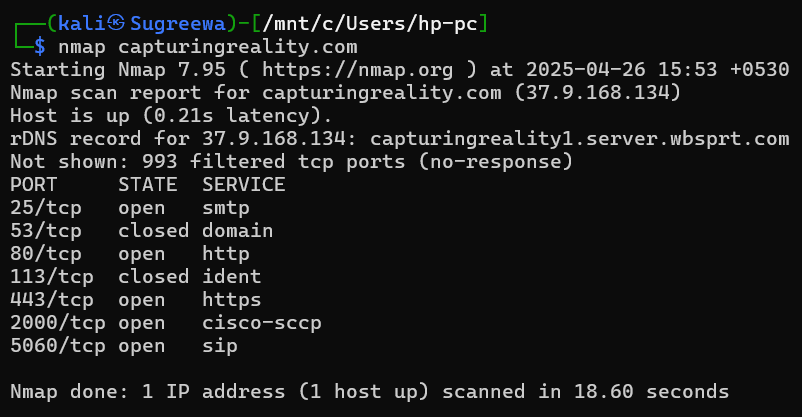 ┌──(kali㉿Sugreewa)-[/mnt/c/Users/hp-pc]
└─$ nmap capturingreality.com
Starting Nmap 7.95 ( https://nmap.org ) at 2025-04-26 15:53 +0530
Nmap scan report for capturingreality.com (37.9.168.134)
Host is up (0.21s latency).
rDNS record for 37.9.168.134: capturingreality1.server.wbsprt.com
Not shown: 993 filtered tcp ports (no-response)
PORT     STATE  SERVICE
25/tcp   open   smtp
53/tcp   closed domain
80/tcp   open   http
113/tcp  closed ident
443/tcp  open   https
2000/tcp open   cisco-sccp
5060/tcp open   sip

Nmap done: 1 IP address (1 host up) scanned in 18.60 seconds